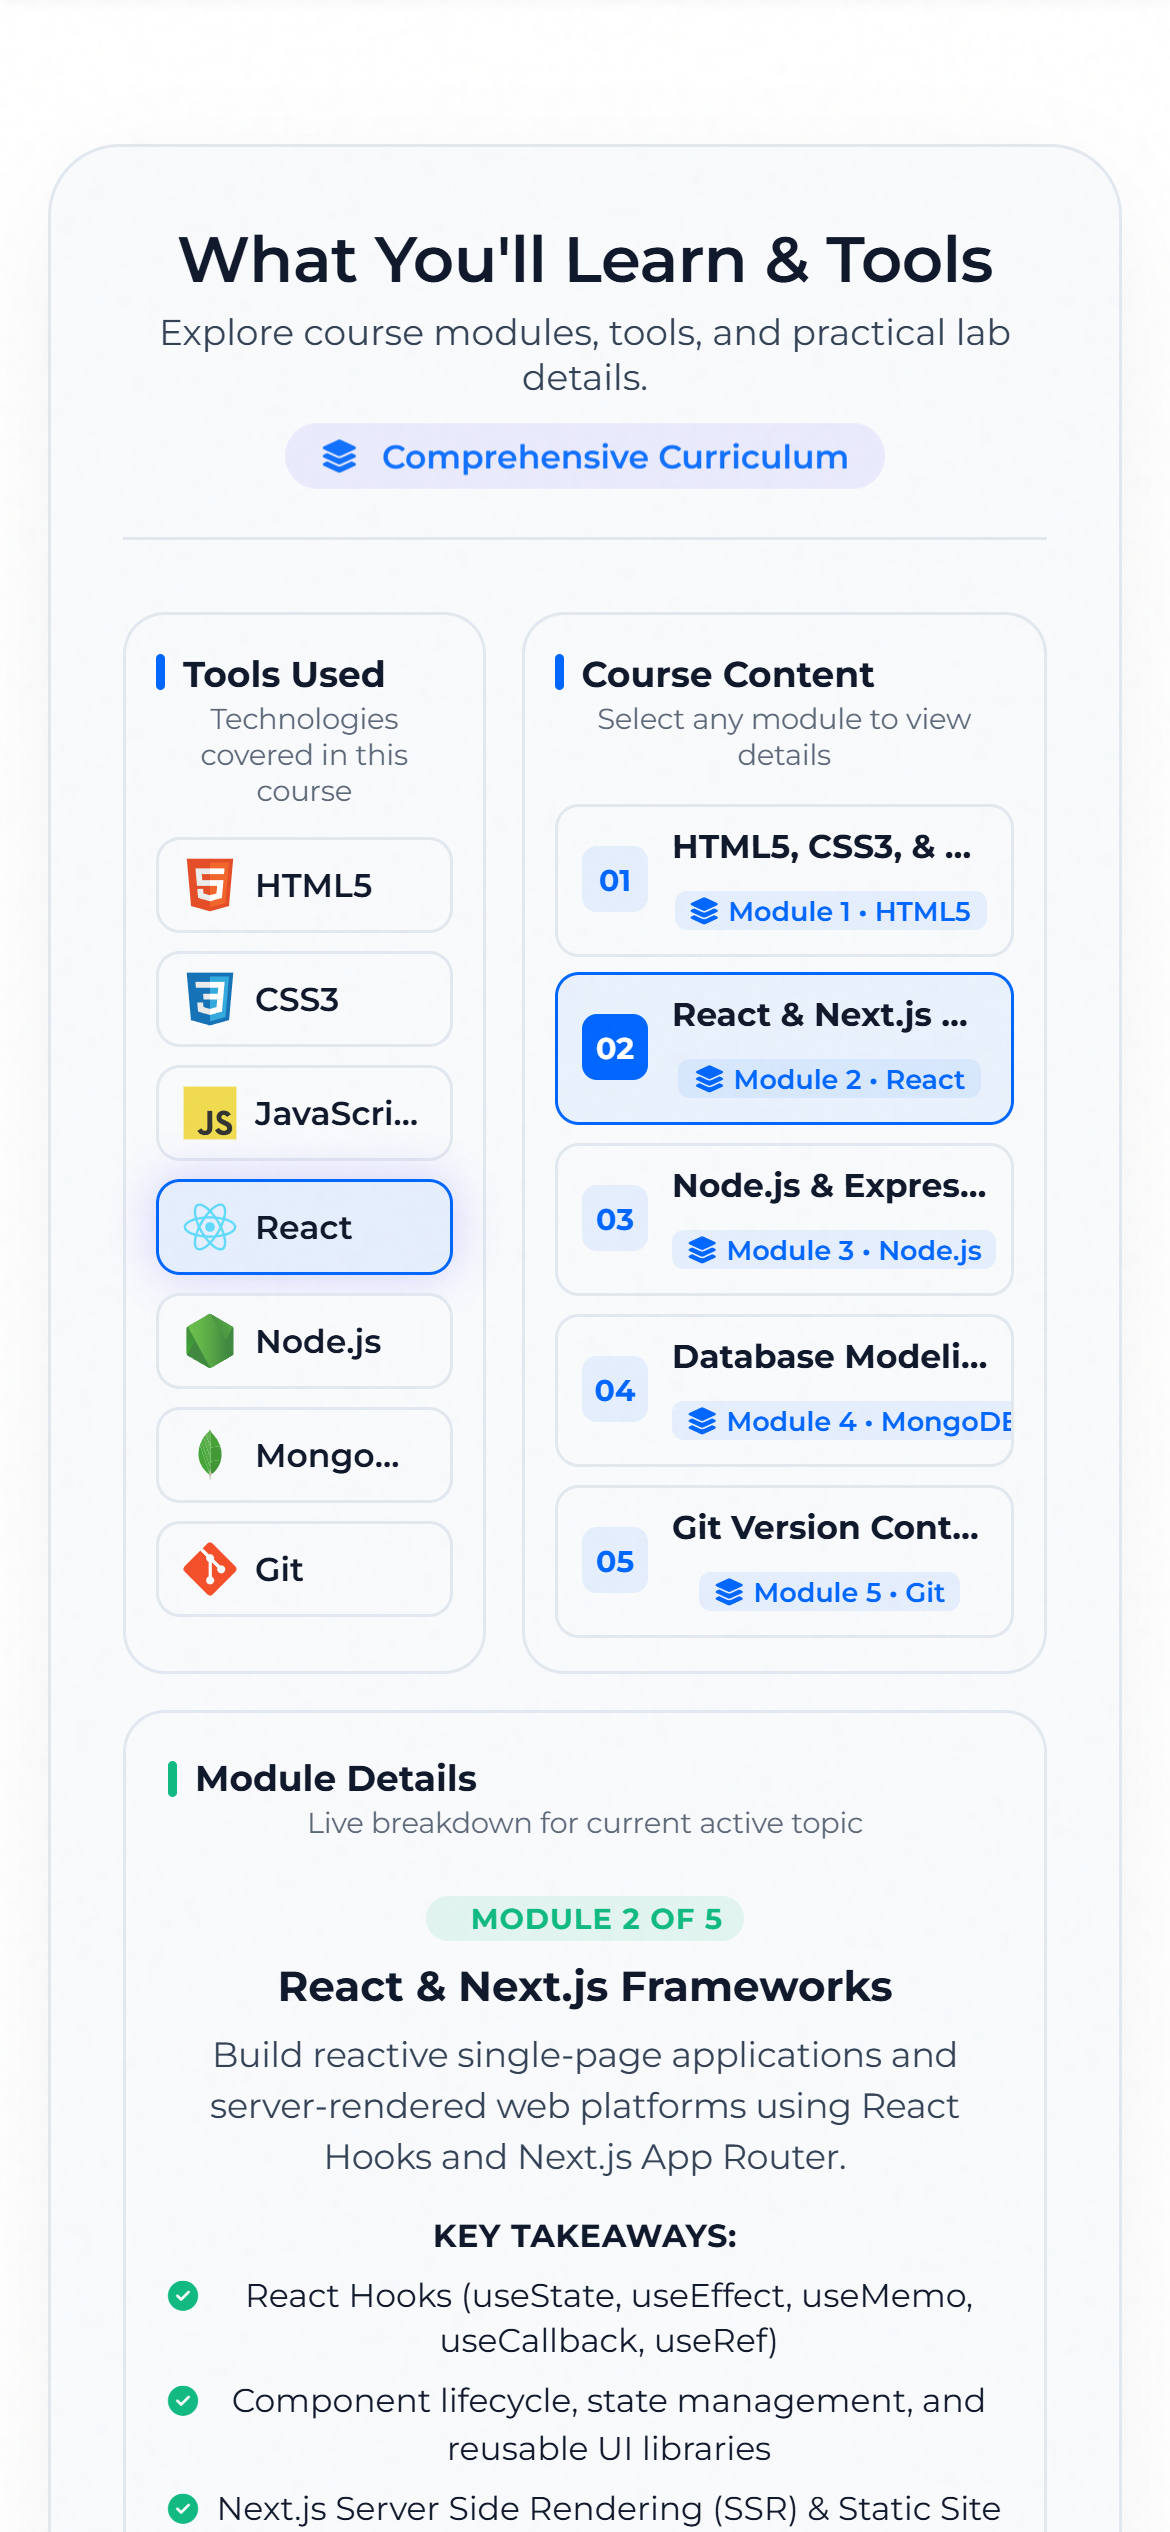 What You'll Learn & Tools
Explore course modules, tools, and practical lab
details.
Comprehensive Curriculum
Tools Used
Technologies
covered in this
course
HTML5
CSS3
JS JavaScri...
React
Node.js
Mongo...
Git
Course Content
Select any module to view
details
01
HTML5, CSS3, & ...
Module 1 • HTML5
02
React & Next.js ...
Module 2 • React
03
Node.js & Expres...
Module 3 • Node.js
04
Database Modeli...
Module 4 • MongoDB
05
Git Version Cont...
Module 5 • Git
Module Details
Live breakdown for current active topic
MODULE 2 OF 5
React & Next.js Frameworks
Build reactive single-page applications and
server-rendered web platforms using React
Hooks and Next.js App Router.
KEY TAKEAWAYS:
React Hooks (useState, useEffect, useMemo,
useCallback, useRef)
Component lifecycle, state management, and
reusable UI libraries
Next.js Server Side Rendering (SSR) & Static Site